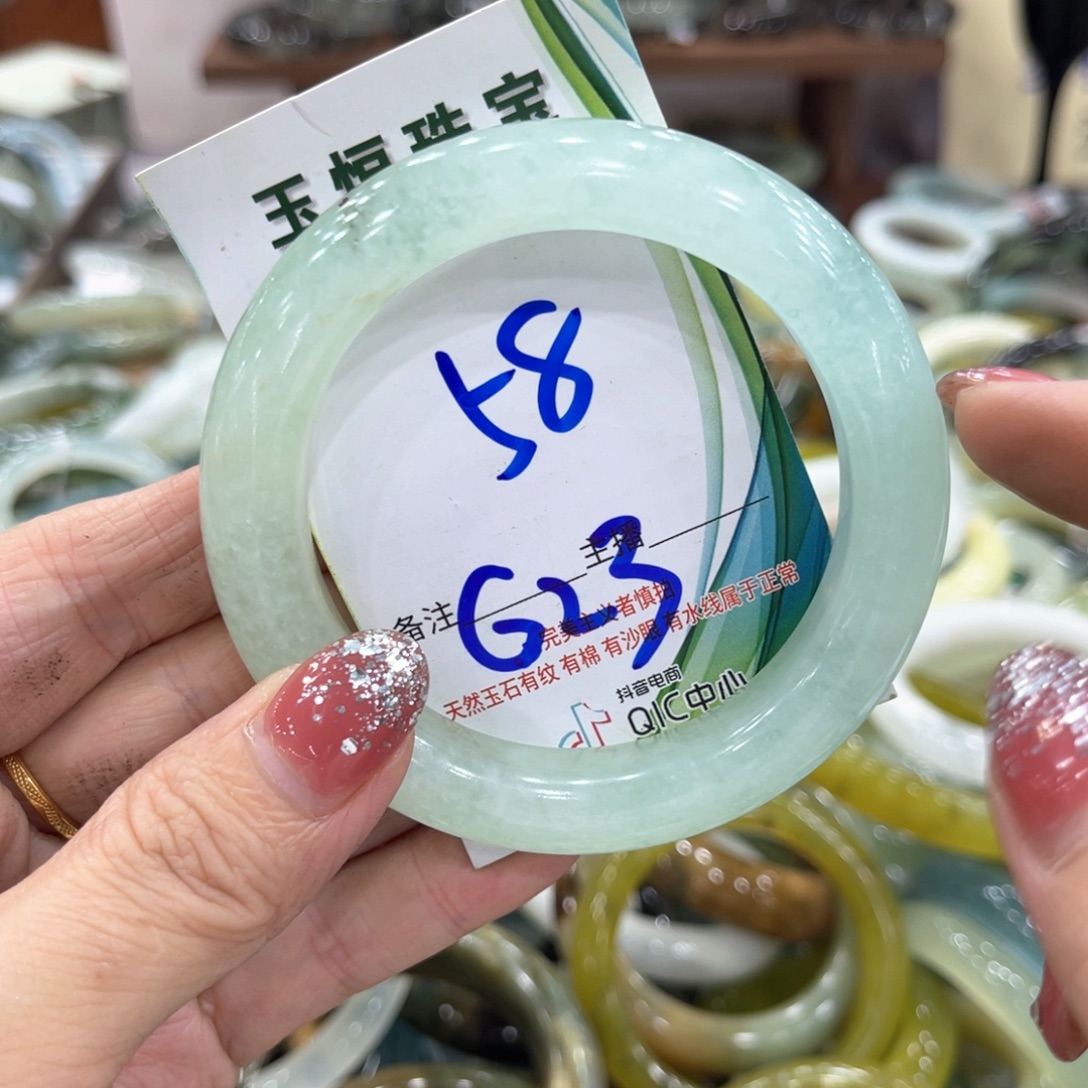 玉恒珠宝
58
主播
备注
G23
完美主义者慎拍
天然玉石有纹 有棉 有沙眼 有水线属于正常
抖音电商
QIC中心